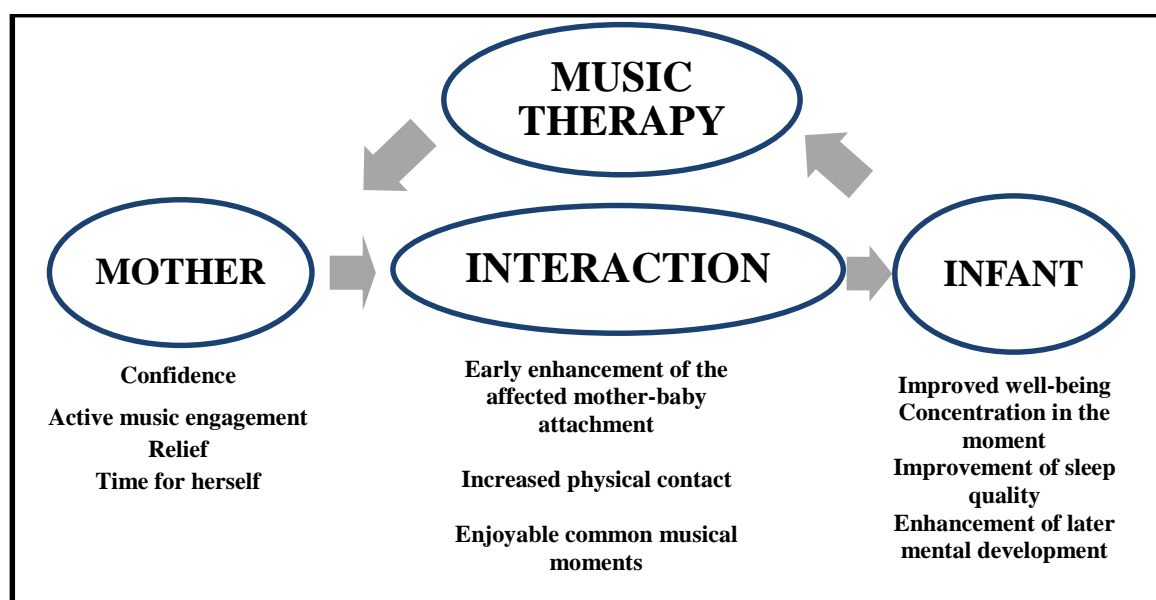 MUSIC
THERAPY
MOTHER
INTERACTION
INFANT
Confidence
Active music engagement
Relief
Time for herself
Early enhancement of the
affected mother-baby
attachment
Increased physical contact
Enjoyable common musical
moments
Improved well-being
Concentration in the
moment
Improvement of sleep
quality
Enhancement of later
mental development